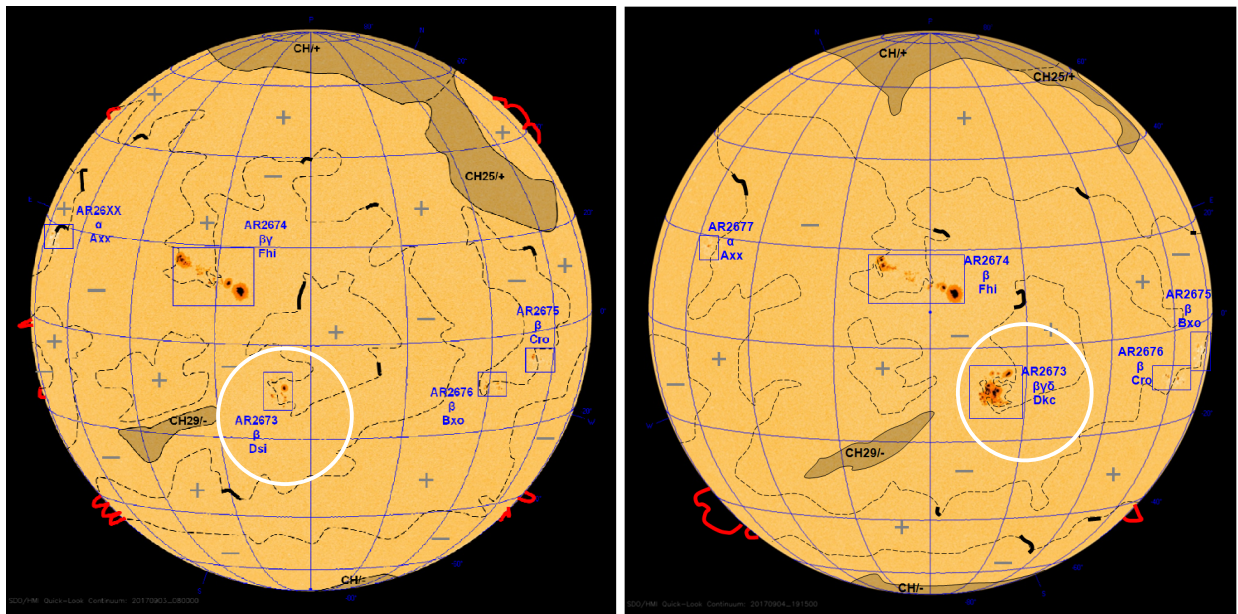 CH/+
CH25/+
AR26XX
α
Axx
AR2674
βγ
Fhi
AR2675
β
Cro
AR2676
β
Bxo
CH29/-
AR2673
β
Dsi
CH/-
SDO/HMI Quick-Look Continuum: 20170903_080000
CH/+
CH25/+
AR2677
α
Axx
AR2674
β
Fhi
AR2675
β
Bxo
AR2676
β
Cro
AR2673
βγδ
Dkc
CH29/-
CH/-
SDO/HMI Quick-Look Continuum: 20170904_191500